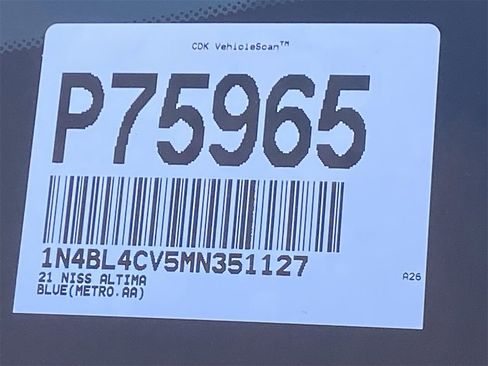 CDK VehicleScan™
P75965
1N4BL4CV5MN351127
21 NISS ALTIMA
BLUE(METRO.AA)
A26